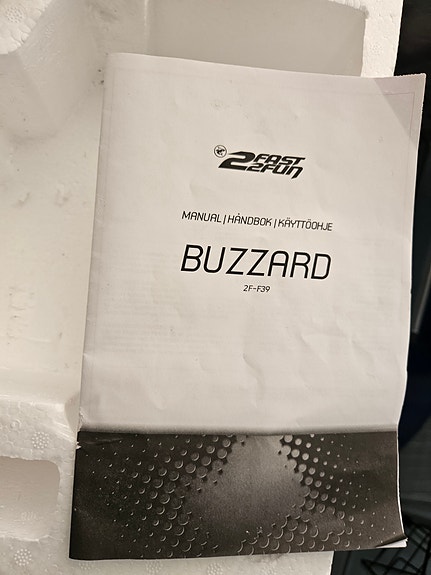 2FAST
2FUN
MANUAL | HÅNDBOK | KÄYTTÖOHJE
BUZZARD
2F-F39